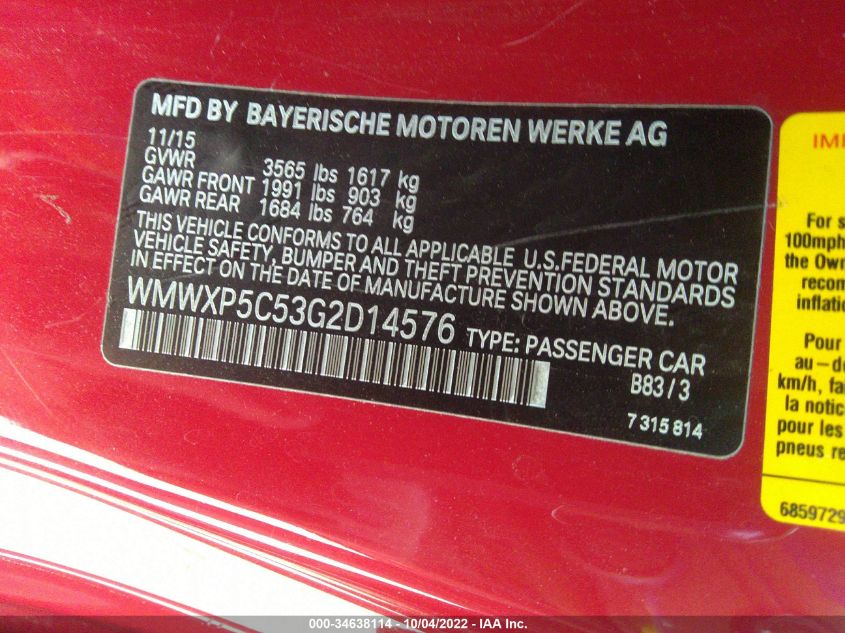 MFD BY BAYERISCHE MOTOREN WERKE AG
11/15
GVWR 3565 lbs 1617 kg
GAWR FRONT 1991 lbs 903 kg
GAWR REAR 1684 lbs 764 kg
THIS VEHICLE CONFORMS TO ALL APPLICABLE U.S.FEDERAL MOTOR
VEHICLE SAFETY, BUMPER AND THEFT PREVENTION STANDARDS
IN EFFECT ON THE DATE OF MANUFACTURE SHOWN ABOVE.
WMWXP5C53G2D14576 TYPE: PASSENGER CAR
B83/3
7 315 814
For s
100mph
the Own
recom
inflatio
Pour
au-de
km/h, fai
la notic
pour les
pneus re
6859729
000-34638114 - 10/04/2022 - IAA Inc.